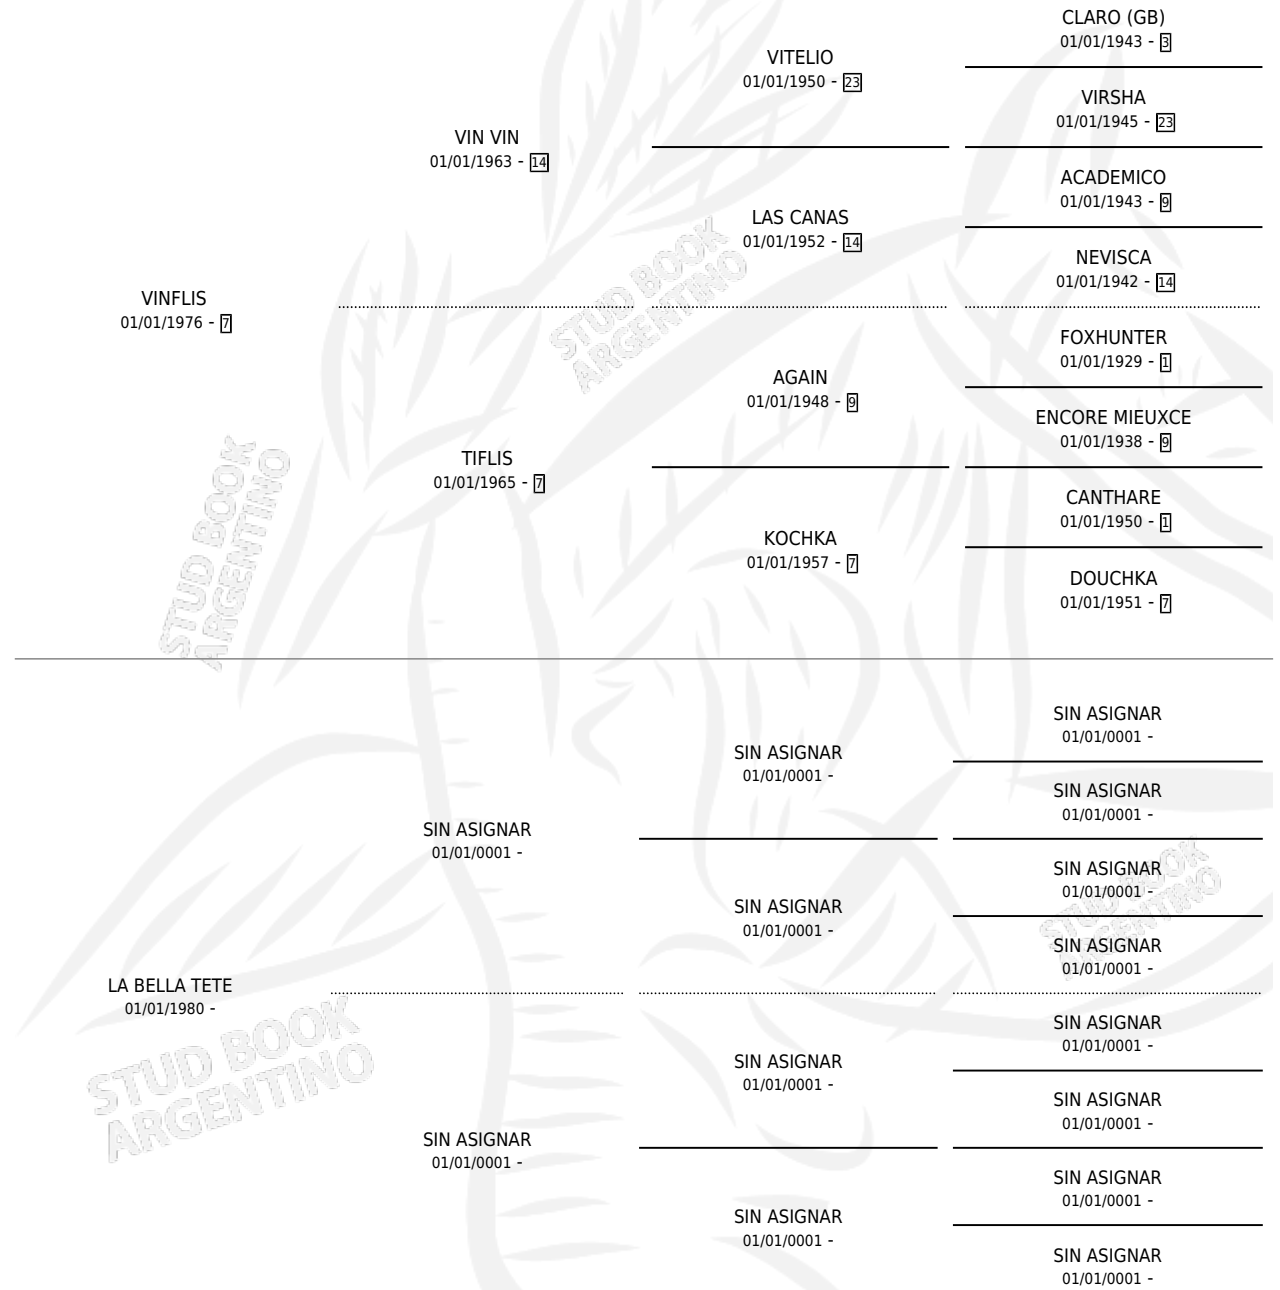 CLARO (GB)
01/01/1943 - 3
VITELIO
01/01/1950 - 23
VIRSHA
01/01/1945 - 23
VIN VIN
01/01/1963 - 14
ACADEMICO
01/01/1943 - 9
LAS CANAS
01/01/1952 - 14
NEVISCA
01/01/1942 - 14
VINFLIS
01/01/1976 - 7
STUD BOOK
ARGENTINO
FOXHUNTER
01/01/1929 - 1
AGAIN
01/01/1948 - 9
ENCORE MIEUXCE
01/01/1938 - 9
TIFLIS
01/01/1965 - 7
CANTHARE
01/01/1950 - 1
KOCHKA
01/01/1957 - 7
DOUCHKA
01/01/1951 - 7
STUD BOOK
ARGENTINO
SIN ASIGNAR
01/01/0001 -
SIN ASIGNAR
01/01/0001 -
SIN ASIGNAR
01/01/0001 -
SIN ASIGNAR
01/01/0001 -
SIN ASIGNAR
01/01/0001 -
SIN ASIGNAR
01/01/0001 -
SIN ASIGNAR
01/01/0001 -
STUD BOOK
ARGENTINO
LA BELLA TETE
01/01/1980 -
SIN ASIGNAR
01/01/0001 -
SIN ASIGNAR
01/01/0001 -
SIN ASIGNAR
01/01/0001 -
SIN ASIGNAR
01/01/0001 -
SIN ASIGNAR
01/01/0001 -
SIN ASIGNAR
01/01/0001 -
SIN ASIGNAR
01/01/0001 -
STUD BOOK
ARGENTINO